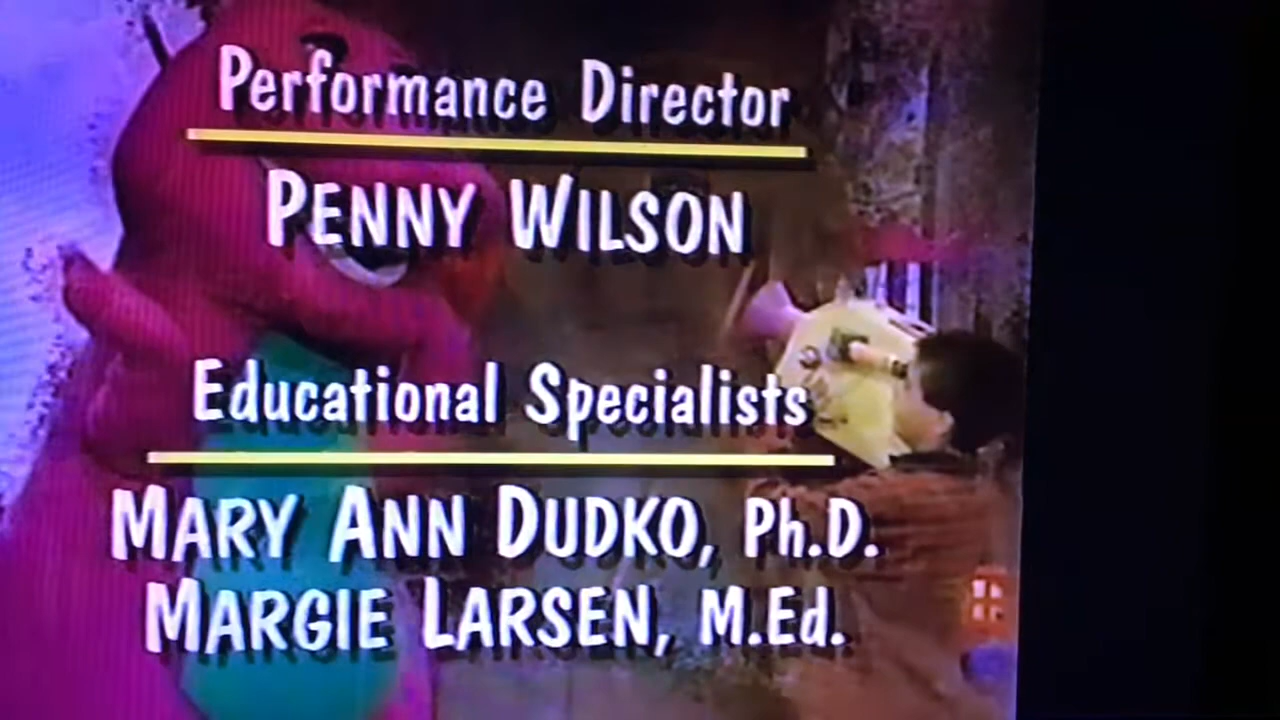 Performance Director
PENNY WILSON
Educational Specialists
MARY ANN DUDKO, Ph.D.
MARGIE LARSEN, M.Ed.